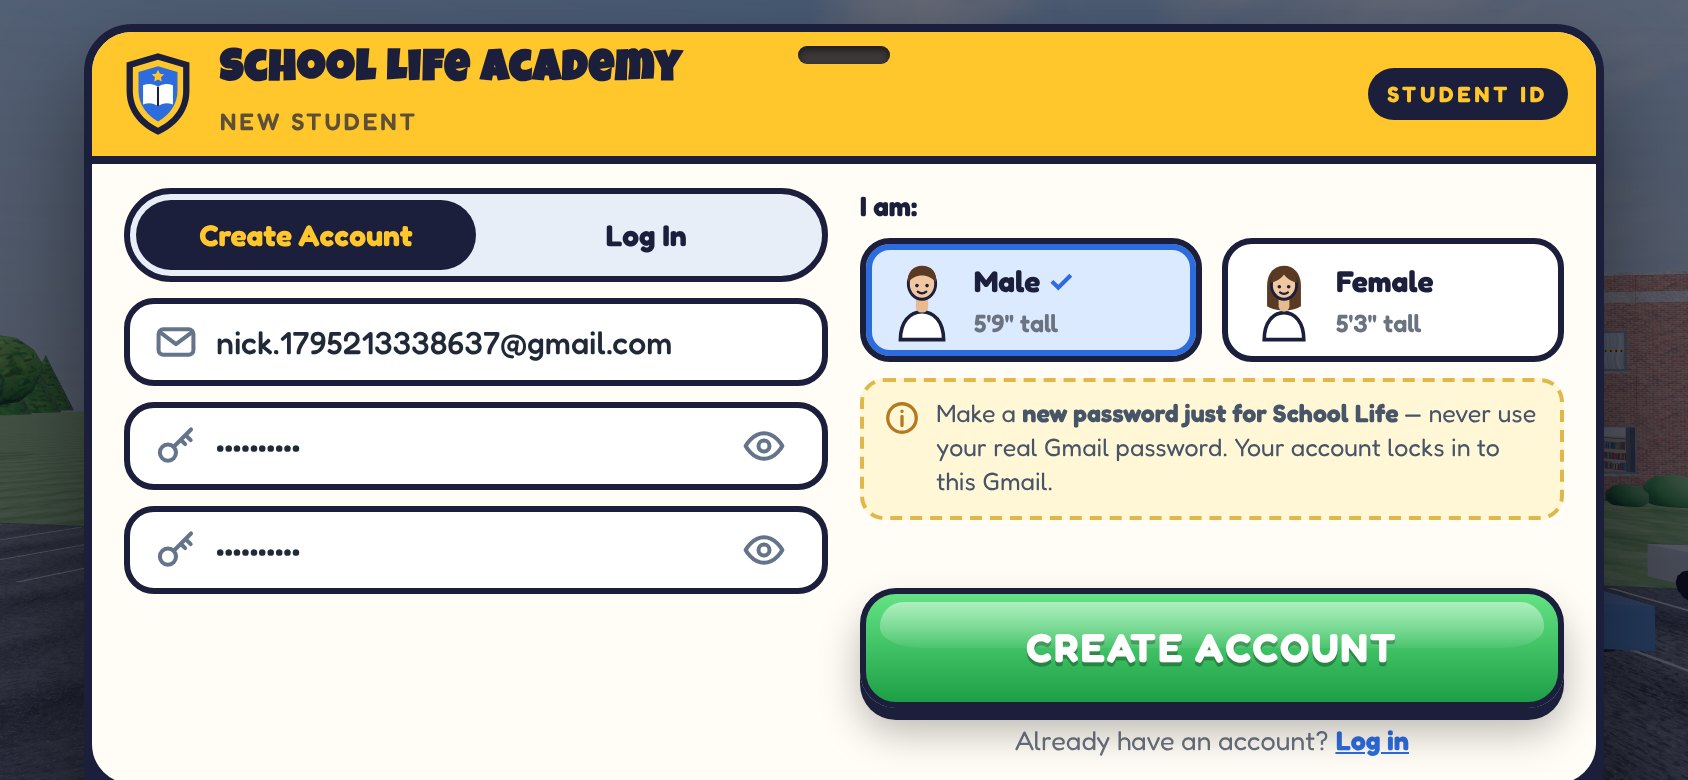 SCHOOL LIFE ACADEMY
NEW STUDENT
STUDENT ID
Create Account
Log In
nick.1795213338637@gmail.com
••••••••••
••••••••••
I am:
Male
5'9" tall
Female
5'3" tall
Make a new password just for School Life — never use
your real Gmail password. Your account locks in to
this Gmail.
CREATE ACCOUNT
Already have an account? Log in